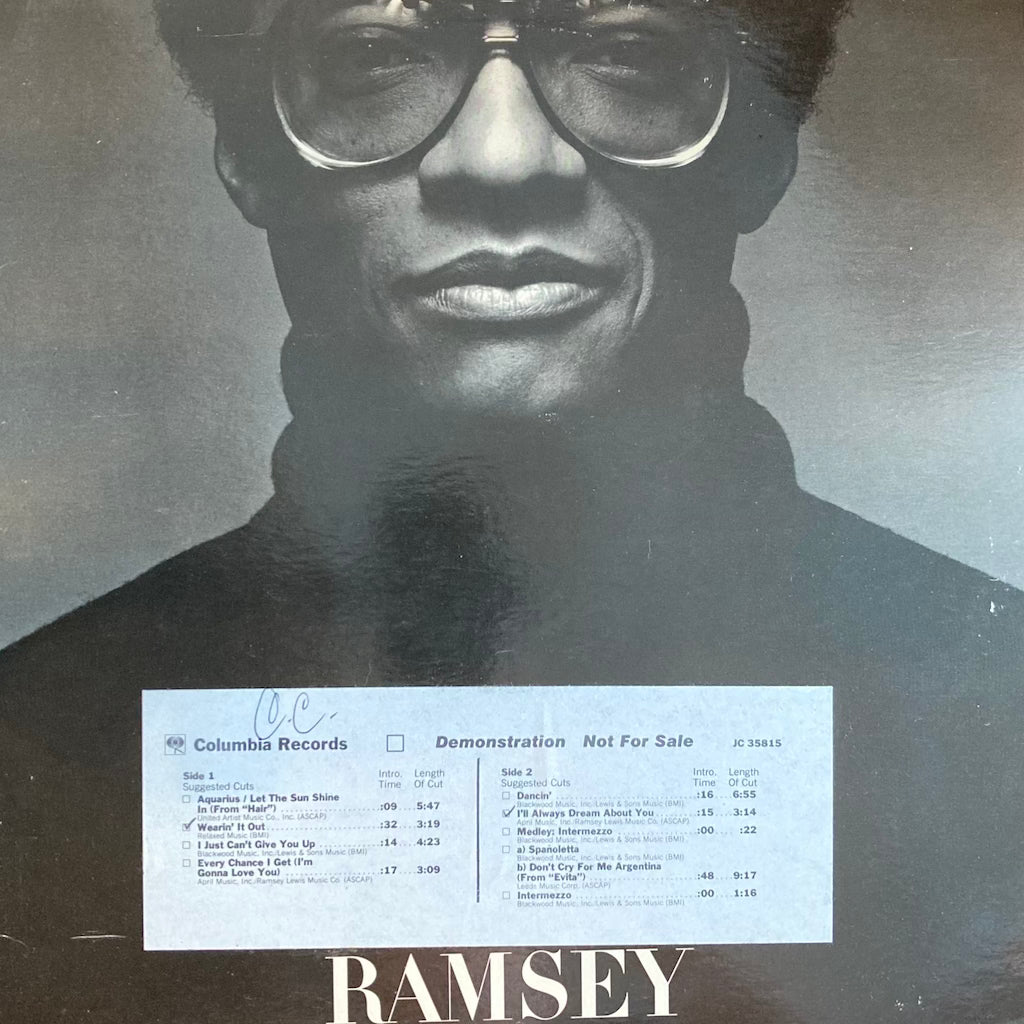 O.C.
Columbia Records Demonstration Not For Sale JC 35815
Side 1 Intro. Length
Suggested Cuts Time Of Cut
Aquarius / Let The Sun Shine
In (From “Hair”) :09 5:47
United Artist Music Co., Inc. (ASCAP)
Wearin' It Out :32 3:19
Relaxed Music (BMI)
I Just Can't Give You Up :14 4:23
Blackwood Music, Inc./Lewis & Sons Music (BMI)
Every Chance I Get (I'm
Gonna Love You) :17 3:09
April Music, Inc./Ramsey Lewis Music Co. (ASCAP)
Side 2 Intro. Length
Suggested Cuts Time Of Cut
Dancin' :16 6:55
Blackwood Music, Inc./Lewis & Sons Music (BMI)
I'll Always Dream About You :15 3:14
April Music, Inc./Ramsey Lewis Music Co. (ASCAP)
Medley: Intermezzo :00 :22
Blackwood Music, Inc./Lewis & Sons Music (BMI)
a) Spañoletta
Blackwood Music, Inc./Lewis & Sons Music (BMI)
b) Don't Cry For Me Argentina
(From “Evita”) :48 9:17
Leeds Music Corp. (ASCAP)
Intermezzo :00 1:16
Blackwood Music, Inc./Lewis & Sons Music (BMI)
RAMSEY